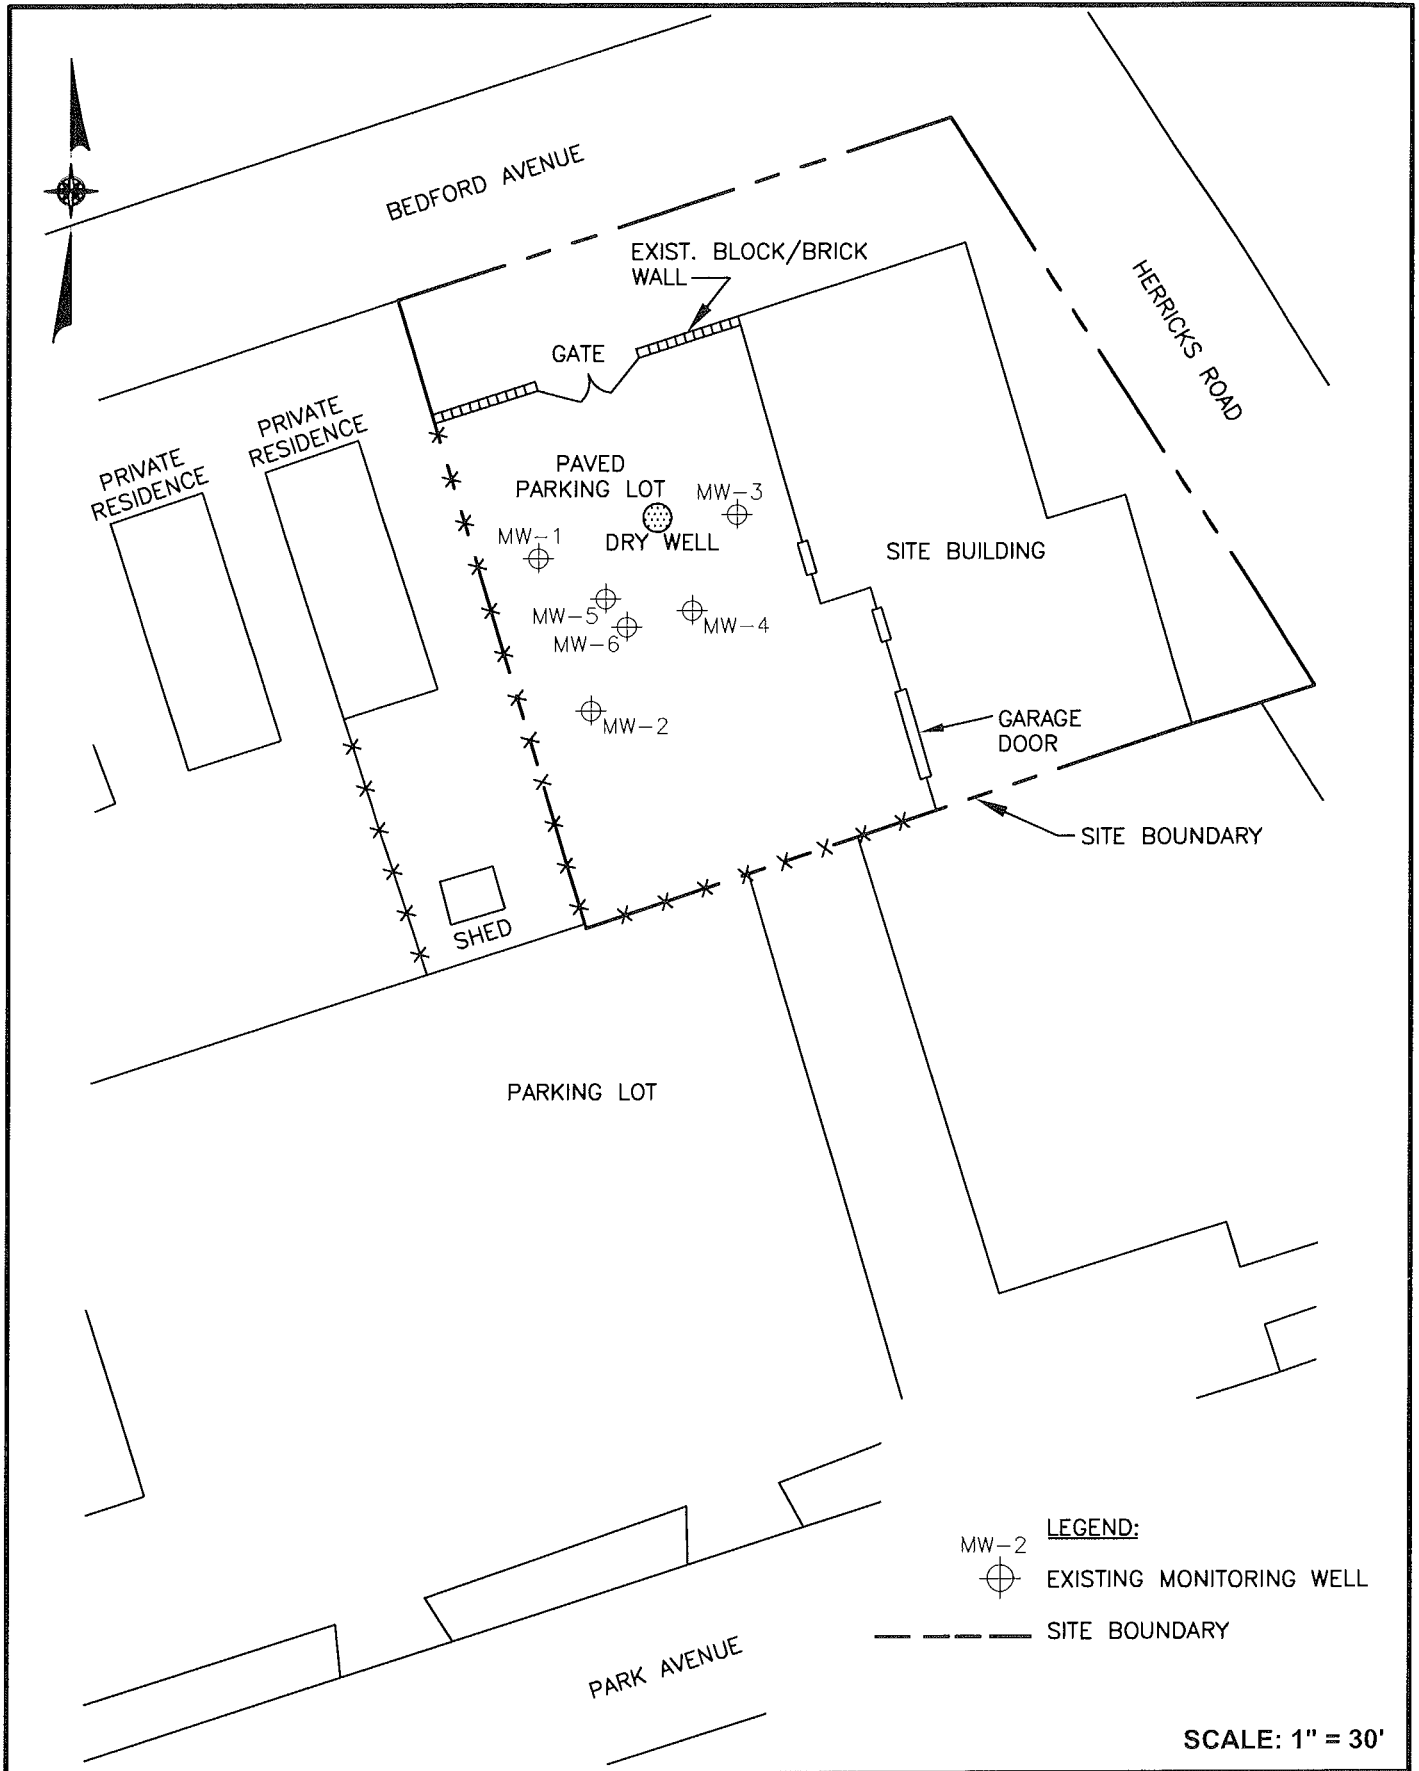 BEDFORD AVENUE
EXIST. BLOCK/BRICK
WALL
HERRICKS ROAD
GATE
PRIVATE
RESIDENCE
PRIVATE
RESIDENCE
PAVED
PARKING LOT
MW-3
MW-1
DRY WELL
SITE BUILDING
MW-5
MW-4
MW-6
MW-2
GARAGE
DOOR
SITE BOUNDARY
SHED
PARKING LOT
LEGEND:
MW-2
EXISTING MONITORING WELL
SITE BOUNDARY
PARK AVENUE
SCALE: 1" = 30'